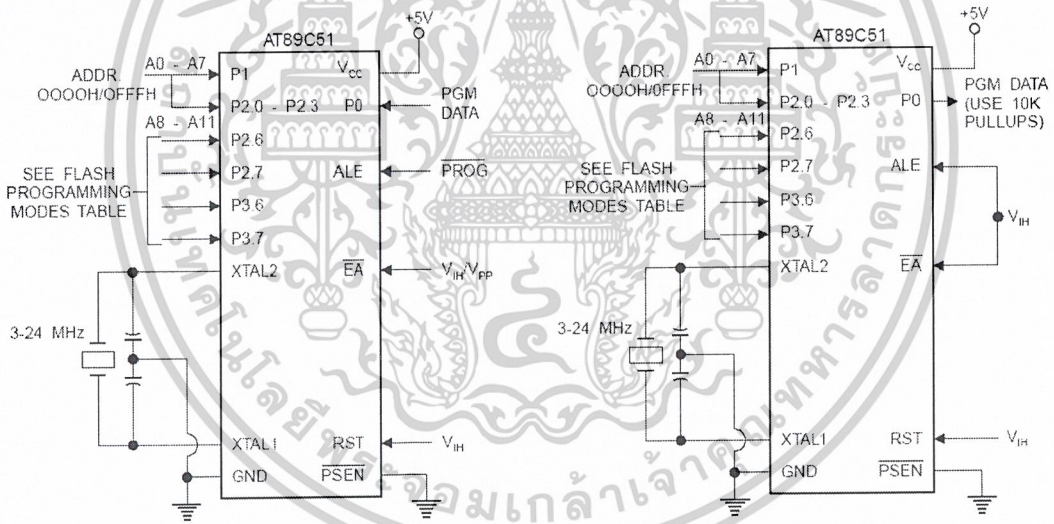 AT89C51
+5V
A0 - A7
ADDR.
OOOOH/OFFFH
P1
VCC
P2.0 - P2.3
P0
PGM
DATA
A8 - A11
P2.6
P2.7
ALE
PROG
SEE FLASH
PROGRAMMING
MODES TABLE
P3.6
P3.7
XTAL2
EA
VIH/VPP
3-24 MHz
XTAL1
RST
VIH
GND
PSEN
AT89C51
+5V
A0 - A7
ADDR.
OOOOH/0FFFH
P1
VCC
P2.0 - P2.3
P0
PGM DATA
(USE 10K
PULLUPS)
A8 - A11
P2.6
P2.7
ALE
SEE FLASH
PROGRAMMING
MODES TABLE
P3.6
P3.7
VIH
XTAL2
EA
3-24 MHz
XTAL1
RST
VIH
GND
PSEN